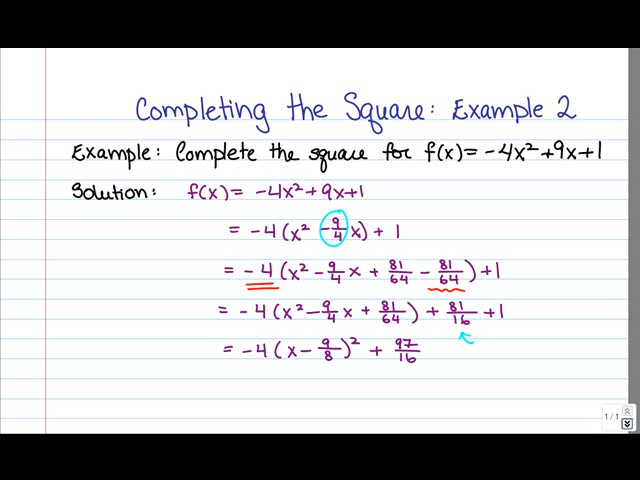 Completing the Square: Example 2
Example: Complete the square for f(x) = -4x² + 9x + 1
Solution: f(x) = -4x² + 9x + 1
= -4(x² - 9/4 x) + 1
= -4(x² - 9/4 x + 81/64 - 81/64) + 1
= -4(x² - 9/4 x + 81/64) + 81/16 + 1
= -4(x - 9/8)² + 97/16
1/1